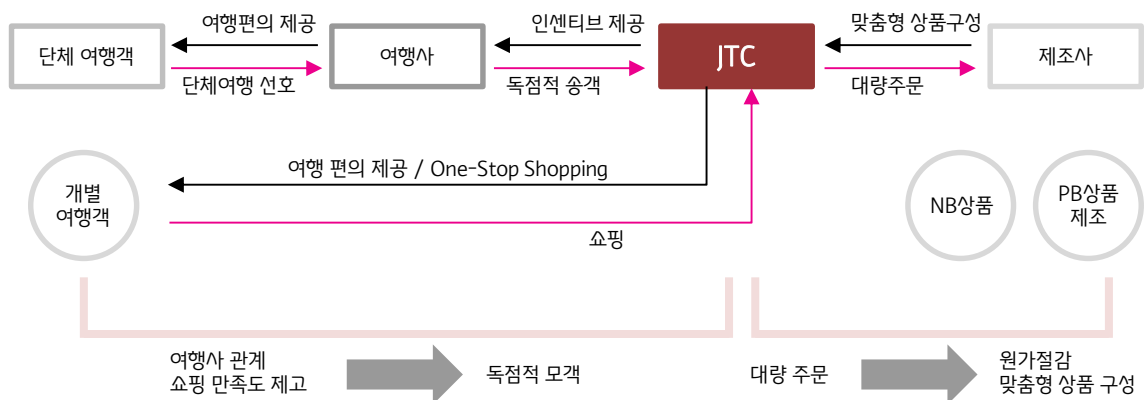 여행편의 제공
인센티브 제공
맞춤형 상품구성
단체 여행객
여행사
JTC
제조사
단체여행 선호
독점적 송객
대량주문
여행 편의 제공 / One-Stop Shopping
개별
여행객
NB상품
PB상품
제조
쇼핑
여행사 관계
쇼핑 만족도 제고
독점적 모객
대량 주문
원가절감
맞춤형 상품 구성